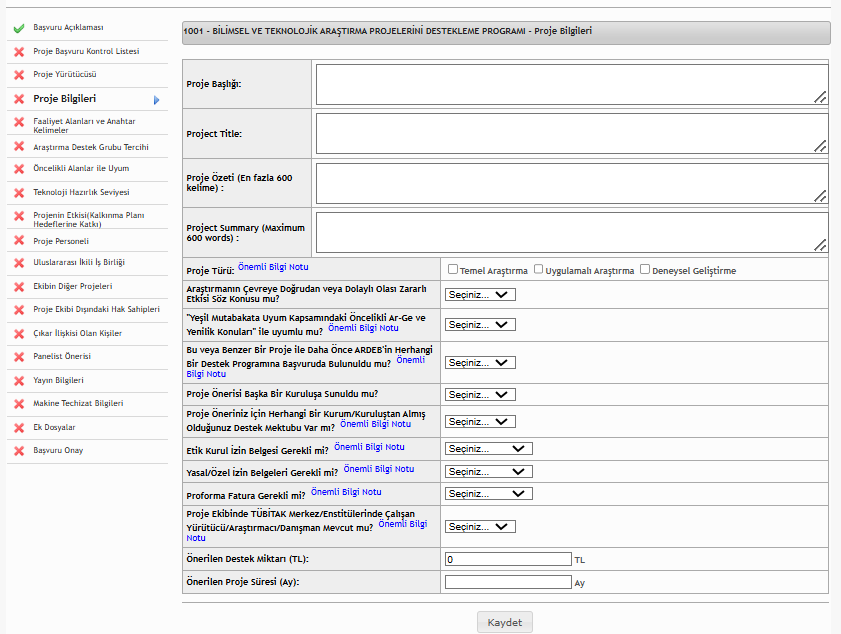 Başvuru Açıklaması
Proje Başvuru Kontrol Listesi
Proje Yürütücüsü
Proje Bilgileri
Faaliyet Alanları ve Anahtar
Kelimeler
Araştırma Destek Grubu Tercihi
Öncelikli Alanlar ile Uyum
Teknoloji Hazırlık Seviyesi
Projenin Etkisi(Kalkınma Planı
Hedeflerine Katkı)
Proje Personeli
Uluslararası İkili İş Birliği
Ekibin Diğer Projeleri
Proje Ekibi Dışındaki Hak Sahipleri
Çıkar İlişkisi Olan Kişiler
Panelist Önerisi
Yayın Bilgileri
Makine Techizat Bilgileri
Ek Dosyalar
Başvuru Onay
1001 - BİLİMSEL VE TEKNOLOJİK ARAŞTIRMA PROJELERİNİ DESTEKLEME PROGRAMI - Proje Bilgileri
Proje Başlığı:
Project Title:
Proje Özeti (En fazla 600
kelime) :
Project Summary (Maximum
600 words) :
Proje Türü: Önemli Bilgi Notu
Temel Araştırma Uygulamalı Araştırma Deneysel Geliştirme
Araştırmanın Çevreye Doğrudan veya Dolaylı Olası Zararlı
Etkisi Söz Konusu mu?
Seçiniz...
"Yeşil Mutabakata Uyum Kapsamındaki Öncelikli Ar-Ge ve
Yenilik Konuları" ile uyumlu mu? Önemli Bilgi Notu
Seçiniz...
Bu veya Benzer Bir Proje ile Daha Önce ARDEB'in Herhangi
Bir Destek Programına Başvuruda Bulunuldu mu? Önemli
Bilgi Notu
Seçiniz...
Proje Önerisi Başka Bir Kuruluşa Sunuldu mu?
Seçiniz...
Proje Öneriniz İçin Herhangi Bir Kurum/Kuruluştan Almış
Olduğunuz Destek Mektubu Var mı? Önemli Bilgi Notu
Seçiniz...
Etik Kurul İzin Belgesi Gerekli mi? Önemli Bilgi Notu
Seçiniz...
Yasal/Özel İzin Belgeleri Gerekli mi? Önemli Bilgi Notu
Seçiniz...
Proforma Fatura Gerekli mi? Önemli Bilgi Notu
Seçiniz...
Proje Ekibinde TÜBİTAK Merkez/Enstitülerinde Çalışan
Yürütücü/Araştırmacı/Danışman Mevcut mu? Önemli Bilgi
Notu
Seçiniz...
Önerilen Destek Miktarı (TL):
0 TL
Önerilen Proje Süresi (Ay):
Ay
Kaydet